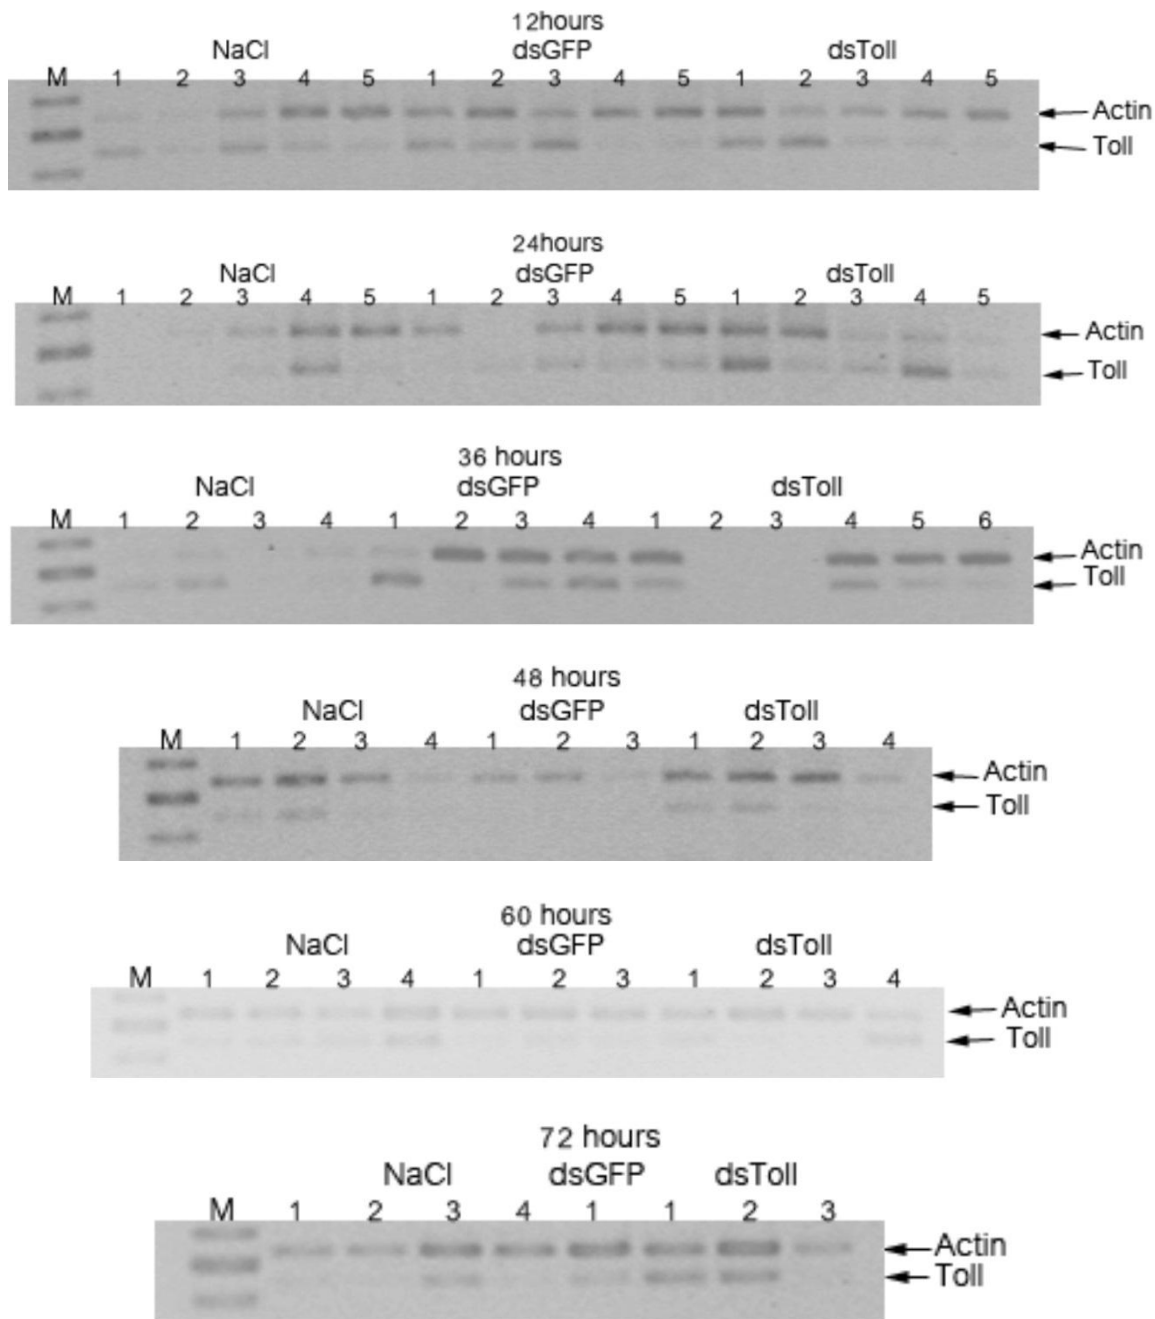 12hours
NaCl dsGFP dsToll
M 1 2 3 4 5 1 2 3 4 5 1 2 3 4 5
Actin
Toll
24hours
NaCl dsGFP dsToll
M 1 2 3 4 5 1 2 3 4 5 1 2 3 4 5
Actin
Toll
36 hours
NaCl dsGFP dsToll
M 1 2 3 4 1 2 3 4 1 2 3 4 5 6
Actin
Toll
48 hours
NaCl dsGFP dsToll
M 1 2 3 4 1 2 3 1 2 3 4
Actin
Toll
60 hours
NaCl dsGFP dsToll
M 1 2 3 4 1 2 3 1 2 3 4
Actin
Toll
72 hours
NaCl dsGFP dsToll
M 1 2 3 4 1 1 2 3
Actin
Toll